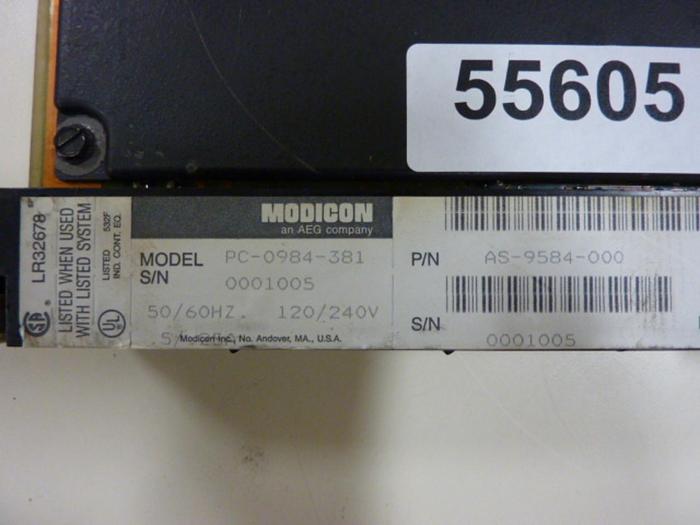 55605
MODICON
an AEG company
MODEL PC-0984-381
S/N 0001005
50/60HZ. 120/240V
Modicon Inc., No. Andover, MA., U.S.A.
P/N AS-9584-000
S/N 0001005
LR32678
LISTED WHEN USED
WITH LISTED SYSTEM
LISTED 532F
IND. CONT. EQ.
UL